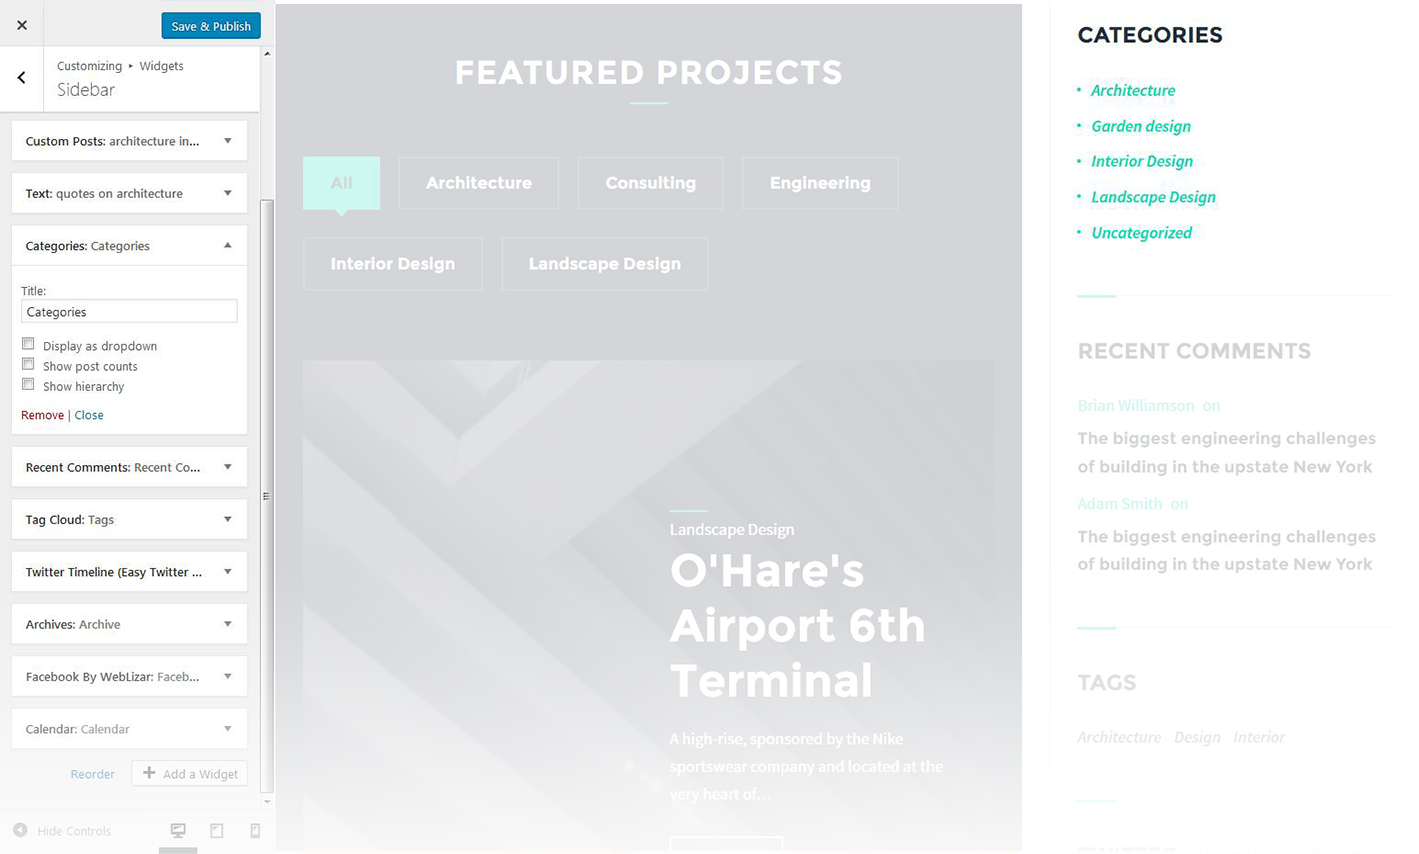 Save & Publish
Customizing ▸ Widgets
Sidebar
Custom Posts: architecture in...
Text: quotes on architecture
Categories: Categories
Title:
Categories
Display as dropdown
Show post counts
Show hierarchy
Remove | Close
Recent Comments: Recent Co...
Tag Cloud: Tags
Twitter Timeline (Easy Twitter ...
Archives: Archive
Facebook By WebLizar: Faceb...
Calendar: Calendar
Reorder
Add a Widget
Hide Controls
FEATURED PROJECTS
All
Architecture
Consulting
Engineering
Interior Design
Landscape Design
Landscape Design
O'Hare's
Airport 6th
Terminal
A high-rise, sponsored by the Nike
sportswear company and located at the
very heart of...
CATEGORIES
• Architecture
• Garden design
• Interior Design
• Landscape Design
• Uncategorized
RECENT COMMENTS
Brian Williamson on
The biggest engineering challenges
of building in the upstate New York
Adam Smith on
The biggest engineering challenges
of building in the upstate New York
TAGS
Architecture Design Interior